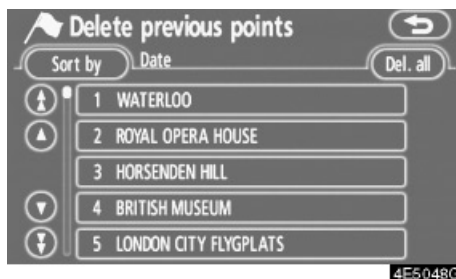 Delete previous points
Sort by Date Del. all
1 WATERLOO
2 ROYAL OPERA HOUSE
3 HORSENDEN HILL
4 BRITISH MUSEUM
5 LONDON CITY FLYGPLATS
4E5048G